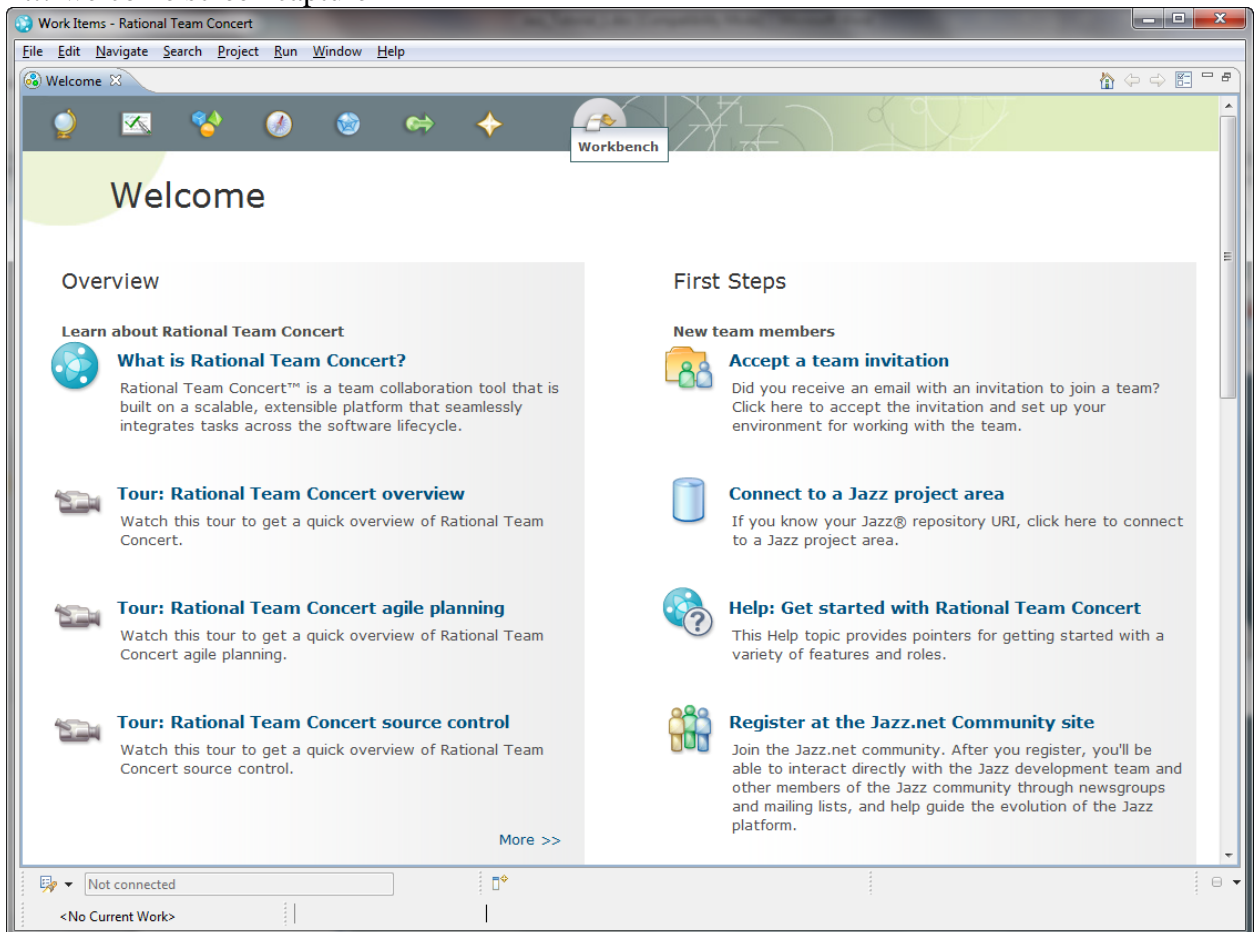 Work Items - Rational Team Concert
File Edit Navigate Search Project Run Window Help
Welcome
Workbench
Welcome
Overview
Learn about Rational Team Concert
What is Rational Team Concert?
Rational Team Concert™ is a team collaboration tool that is
built on a scalable, extensible platform that seamlessly
integrates tasks across the software lifecycle.
Tour: Rational Team Concert overview
Watch this tour to get a quick overview of Rational Team
Concert.
Tour: Rational Team Concert agile planning
Watch this tour to get a quick overview of Rational Team
Concert agile planning.
Tour: Rational Team Concert source control
Watch this tour to get a quick overview of Rational Team
Concert source control.
More >>
First Steps
New team members
Accept a team invitation
Did you receive an email with an invitation to join a team?
Click here to accept the invitation and set up your
environment for working with the team.
Connect to a Jazz project area
If you know your Jazz® repository URI, click here to connect
to a Jazz project area.
Help: Get started with Rational Team Concert
This Help topic provides pointers for getting started with a
variety of features and roles.
Register at the Jazz.net Community site
Join the Jazz.net community. After you register, you'll be
able to interact directly with the Jazz development team and
other members of the Jazz community through newsgroups
and mailing lists, and help guide the evolution of the Jazz
platform.
Not connected
<No Current Work>